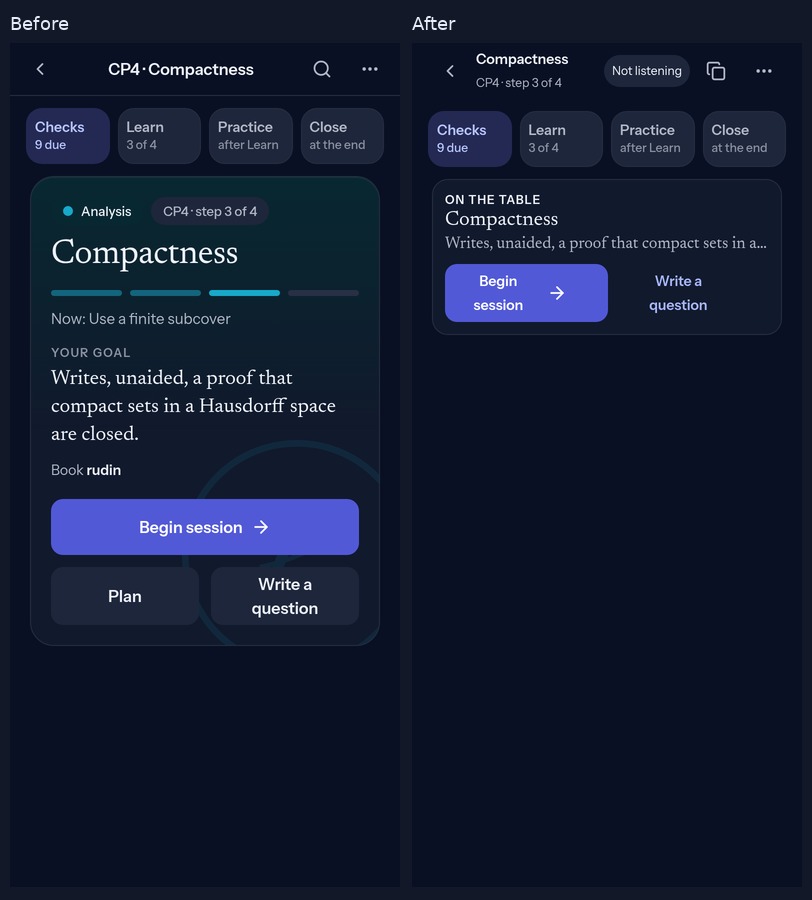 Before
CP4 · Compactness
Checks
9 due
Learn
3 of 4
Practice
after Learn
Close
at the end
Analysis
CP4 · step 3 of 4
Compactness
Now: Use a finite subcover
YOUR GOAL
Writes, unaided, a proof that
compact sets in a Hausdorff space
are closed.
Book rudin
Begin session
Plan
Write a
question
After
Compactness
CP4 · step 3 of 4
Not listening
Checks
9 due
Learn
3 of 4
Practice
after Learn
Close
at the end
ON THE TABLE
Compactness
Writes, unaided, a proof that compact sets in a...
Begin
session
Write a
question